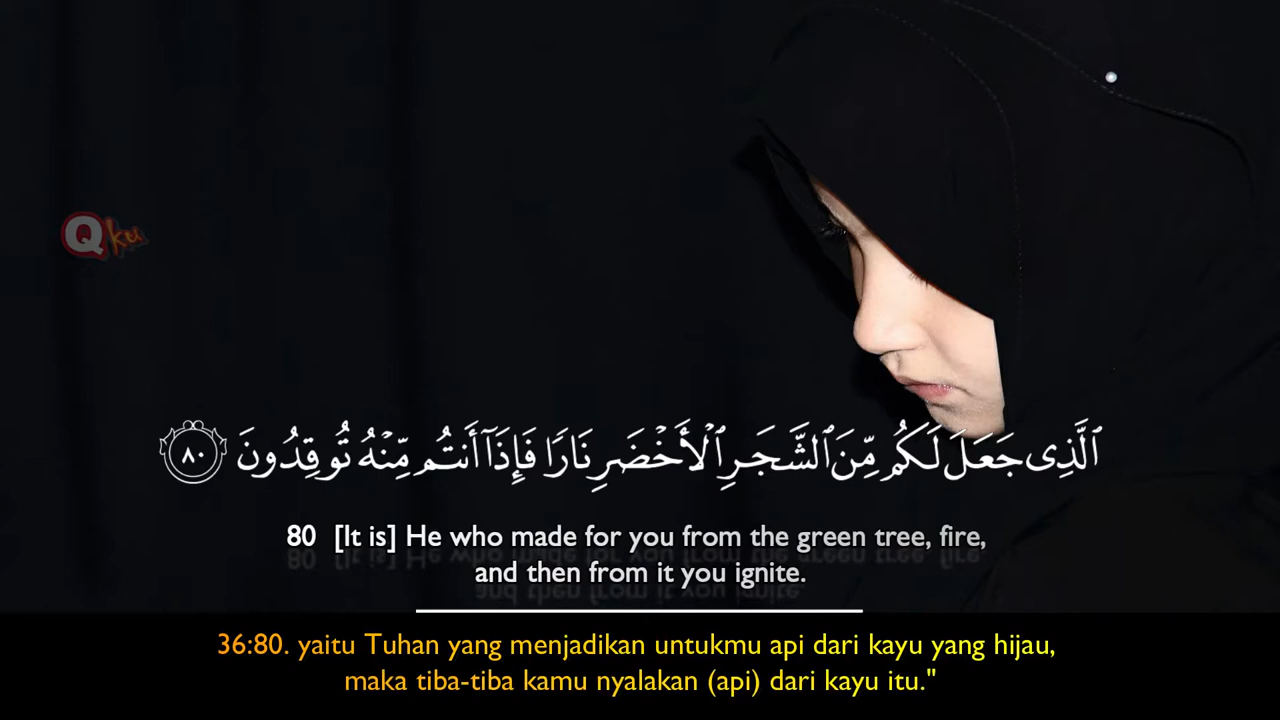 Qku
ٱلَّذِى جَعَلَ لَكُم مِّنَ ٱلشَّجَرِ ٱلْأَخْضَرِ نَارًا فَإِذَآ أَنتُم مِّنْهُ تُوقِدُونَ ٨٠
80 [It is] He who made for you from the green tree, fire,
and then from it you ignite.
36:80. yaitu Tuhan yang menjadikan untukmu api dari kayu yang hijau,
maka tiba-tiba kamu nyalakan (api) dari kayu itu."